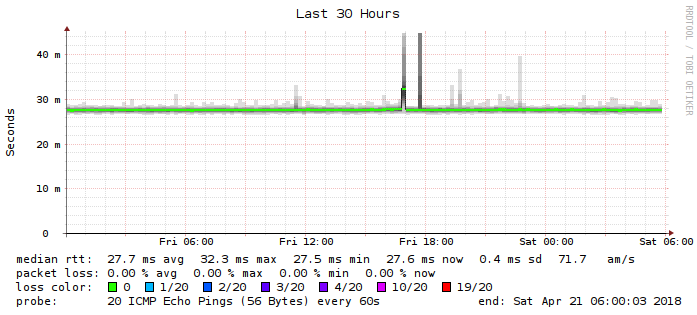 Last 30 Hours
RRDTOOL / TOBI OETIKER
Seconds
40 m
30 m
20 m
10 m
0
Fri 06:00 Fri 12:00 Fri 18:00 Sat 00:00 Sat 06:00
median rtt: 27.7 ms avg 32.3 ms max 27.5 ms min 27.6 ms now 0.4 ms sd 71.7 am/s
packet loss: 0.00 % avg 0.00 % max 0.00 % min 0.00 % now
loss color: 0 1/20 2/20 3/20 4/20 10/20 19/20
probe: 20 ICMP Echo Pings (56 Bytes) every 60s end: Sat Apr 21 06:00:03 2018